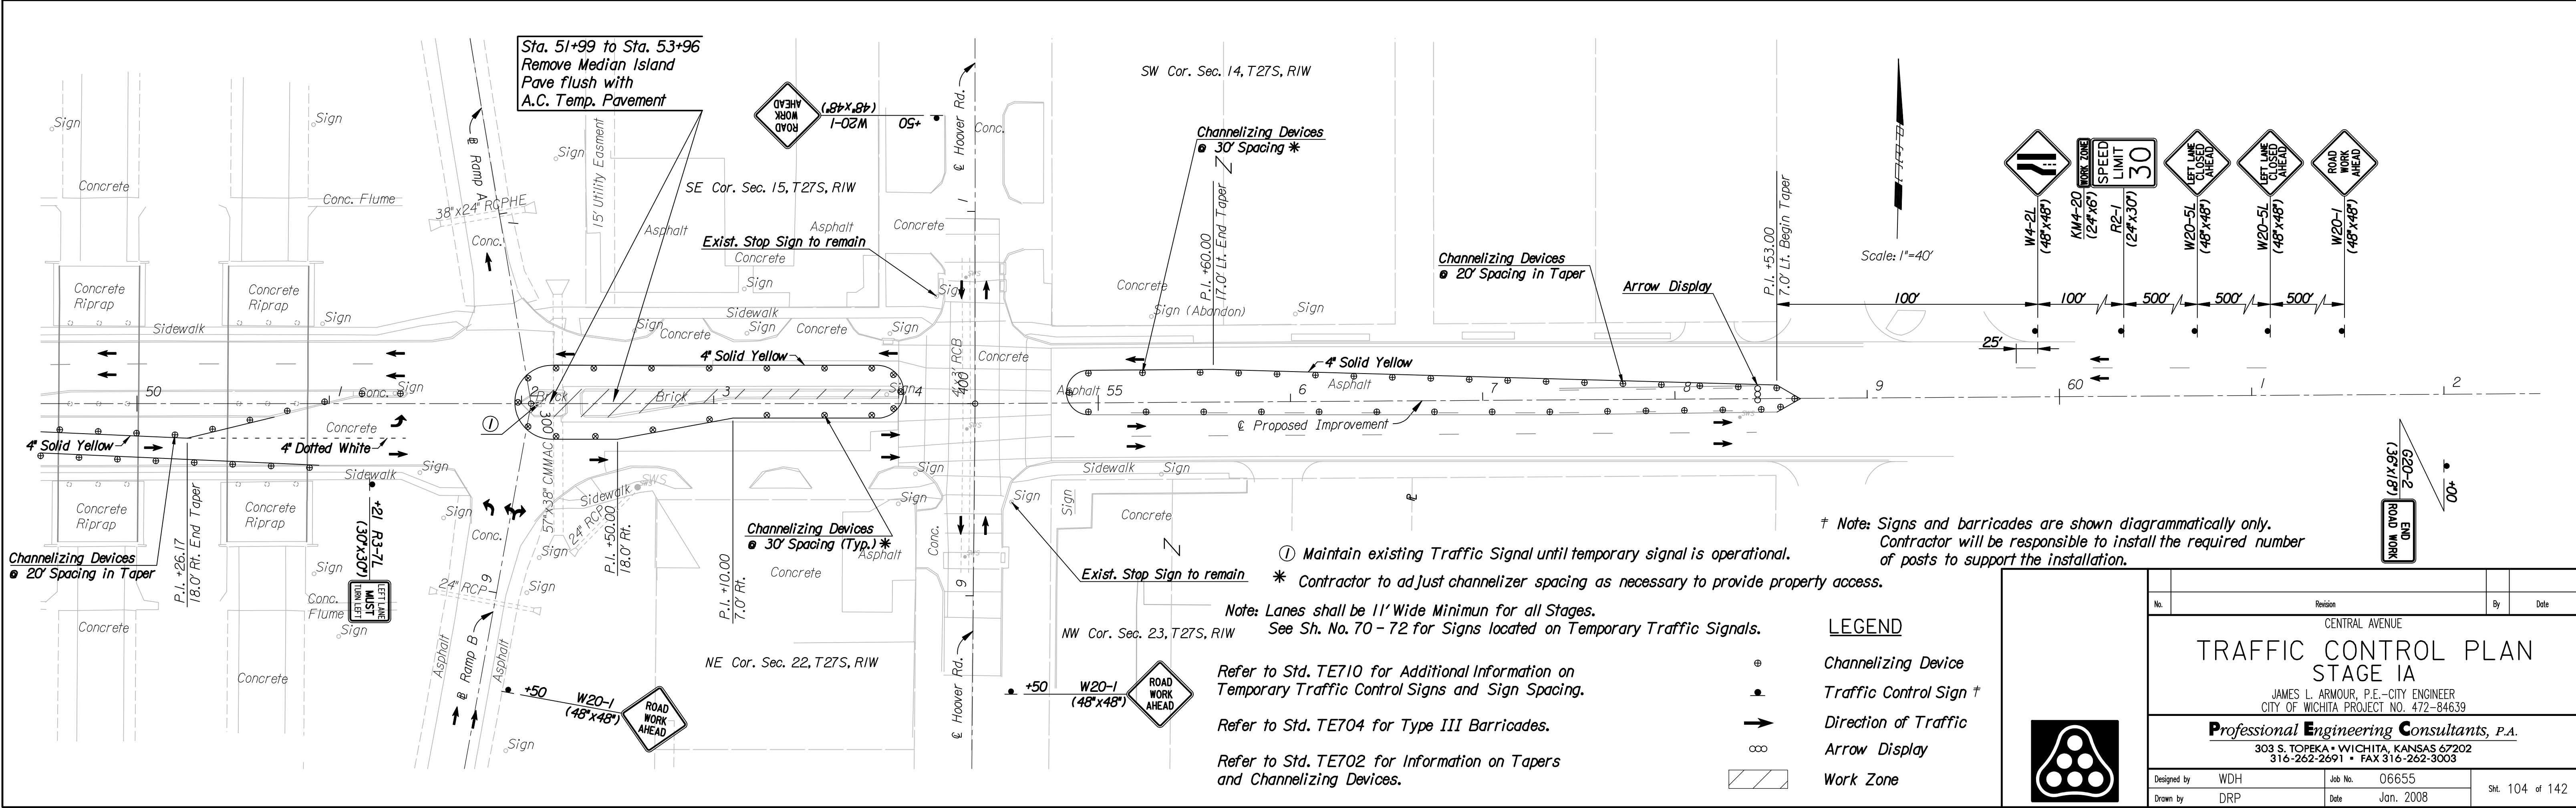 Sta. 51+99 to Sta. 53+96
Remove Median Island
Pave flush with
A.C. Temp. Pavement
ROAD
WORK
AHEAD
(48"x48")
W20-1
+50
℄ Hoover Rd.
Conc.
SW Cor. Sec. 14, T27S, R1W
Sign
Sign
Concrete
Concrete
Conc. Flume
℄ Ramp A
38"x24" RCPHE
Conc.
Sign
15' Utility Easment
SE Cor. Sec. 15, T27S, R1W
Asphalt
Asphalt
Concrete
Exist. Stop Sign to remain
Concrete
Sign
Sign
SWS
1
1
Channelizing Devices
@ 30' Spacing *
P.I. +60.00
17.0' Lt. End Taper
Z
Concrete
Sign (Abandon)
Sign
Channelizing Devices
@ 20' Spacing in Taper
Arrow Display
P.I. +53.00
7.0' Lt. Begin Taper
Scale: 1"=40'
W4-2L
(48"x48")
WORK ZONE
KM4-20
(24"x6")
SPEED
LIMIT
30
R2-1
(24"x30")
LEFT LANE
CLOSED
AHEAD
W20-5L
(48"x48")
LEFT LANE
CLOSED
AHEAD
W20-5L
(48"x48")
ROAD
WORK
AHEAD
W20-1
(48"x48")
100'
100'
500'
500'
500'
25'
Concrete
Riprap
Concrete
Riprap
Sidewalk
Sign
Sidewalk
Sign
Concrete
Sign
Concrete
Sign
4" Solid Yellow
4'x3' RCB
Concrete
4" Solid Yellow
50
1
6
Conc.
Sign
2
Brick
Brick
3
Sign
4
400
Asphalt
55
6
Asphalt
7
8
9
60
1
2
1
300
57"x38" CMMAC
Concrete
4" Solid Yellow
4" Dotted White
Sidewalk
Sign
SWS
℄ Proposed Improvement
SWS
Concrete
Riprap
Concrete
Riprap
P.I. +26.17
18.0' Rt. End Taper
Channelizing Devices
@ 20' Spacing in Taper
+21 R3-7L
(30"x30")
LEFT LANE
MUST
TURN LEFT
Sign
Conc.
Flume
Sign
Concrete
Concrete
Sign
Conc.
Sign
Sign
24" RCP
24" RCP
9
Sidewalk
SWS
P.I. +50.00
18.0' Rt.
P.I. +10.00
7.0' Rt.
Channelizing Devices
@ 30' Spacing (Typ.) *
Asphalt
Concrete
Sign
Sign
Conc.
SWS
9
Sign
Sidewalk
Sign
Sign
Concrete
Z
Exist. Stop Sign to remain
℄ Ramp B
Asphalt
Asphalt
Sign
+50
W20-1
(48"x48")
ROAD
WORK
AHEAD
NE Cor. Sec. 22, T27S, R1W
℄ Hoover Rd.
NW Cor. Sec. 23, T27S, R1W
+50
W20-1
(48"x48")
ROAD
WORK
AHEAD
G20-2
(36"x18")
END
ROAD WORK
+00
1 Maintain existing Traffic Signal until temporary signal is operational.
* Contractor to adjust channelizer spacing as necessary to provide property access.
Note: Lanes shall be 11' Wide Minimun for all Stages.
See Sh. No. 70 - 72 for Signs located on Temporary Traffic Signals.
Refer to Std. TE710 for Additional Information on
Temporary Traffic Control Signs and Sign Spacing.
Refer to Std. TE704 for Type III Barricades.
Refer to Std. TE702 for Information on Tapers
and Channelizing Devices.
† Note: Signs and barricades are shown diagrammatically only.
Contractor will be responsible to install the required number
of posts to support the installation.
LEGEND
Channelizing Device
Traffic Control Sign †
Direction of Traffic
Arrow Display
Work Zone
No.
Revision
By
Date
CENTRAL AVENUE
TRAFFIC CONTROL PLAN
STAGE 1A
JAMES L. ARMOUR, P.E.-CITY ENGINEER
CITY OF WICHITA PROJECT NO. 472-84639
Professional Engineering Consultants, P.A.
303 S. TOPEKA • WICHITA, KANSAS 67202
316-262-2691 • FAX 316-262-3003
Designed by WDH
Job No. 06655
Drawn by DRP
Date Jan. 2008
Sht. 104 of 142